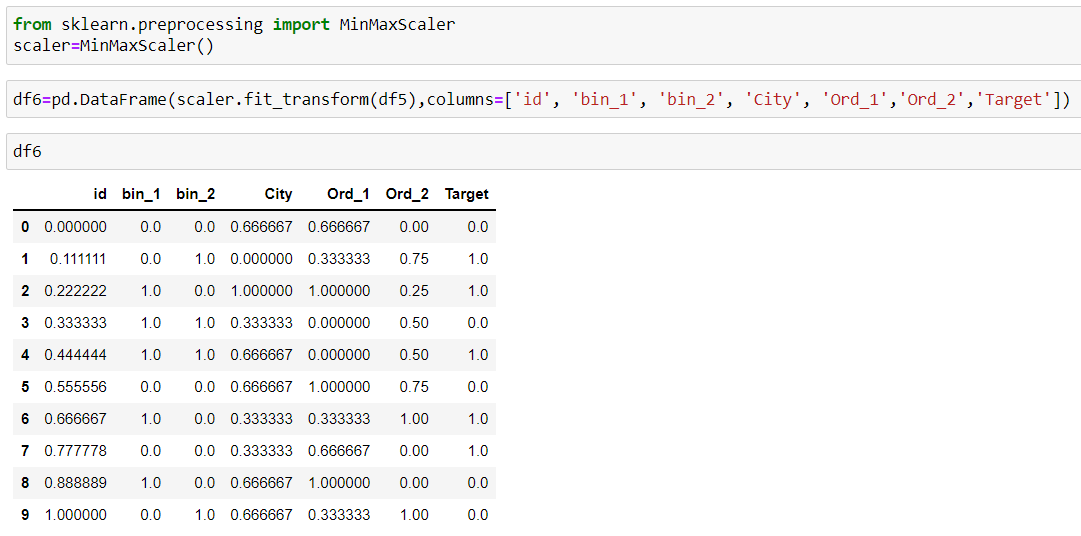 from sklearn.preprocessing import MinMaxScaler
scaler=MinMaxScaler()
df6=pd.DataFrame(scaler.fit_transform(df5),columns=['id', 'bin_1', 'bin_2', 'City', 'Ord_1','Ord_2','Target'])
df6
id bin_1 bin_2 City Ord_1 Ord_2 Target
0 0.000000 0.0 0.0 0.666667 0.666667 0.00 0.0
1 0.111111 0.0 1.0 0.000000 0.333333 0.75 1.0
2 0.222222 1.0 0.0 1.000000 1.000000 0.25 1.0
3 0.333333 1.0 1.0 0.333333 0.000000 0.50 0.0
4 0.444444 1.0 1.0 0.666667 0.000000 0.50 1.0
5 0.555556 0.0 0.0 0.666667 1.000000 0.75 0.0
6 0.666667 1.0 0.0 0.333333 0.333333 1.00 1.0
7 0.777778 0.0 0.0 0.333333 0.666667 0.00 1.0
8 0.888889 1.0 0.0 0.666667 1.000000 0.00 0.0
9 1.000000 0.0 1.0 0.666667 0.333333 1.00 0.0